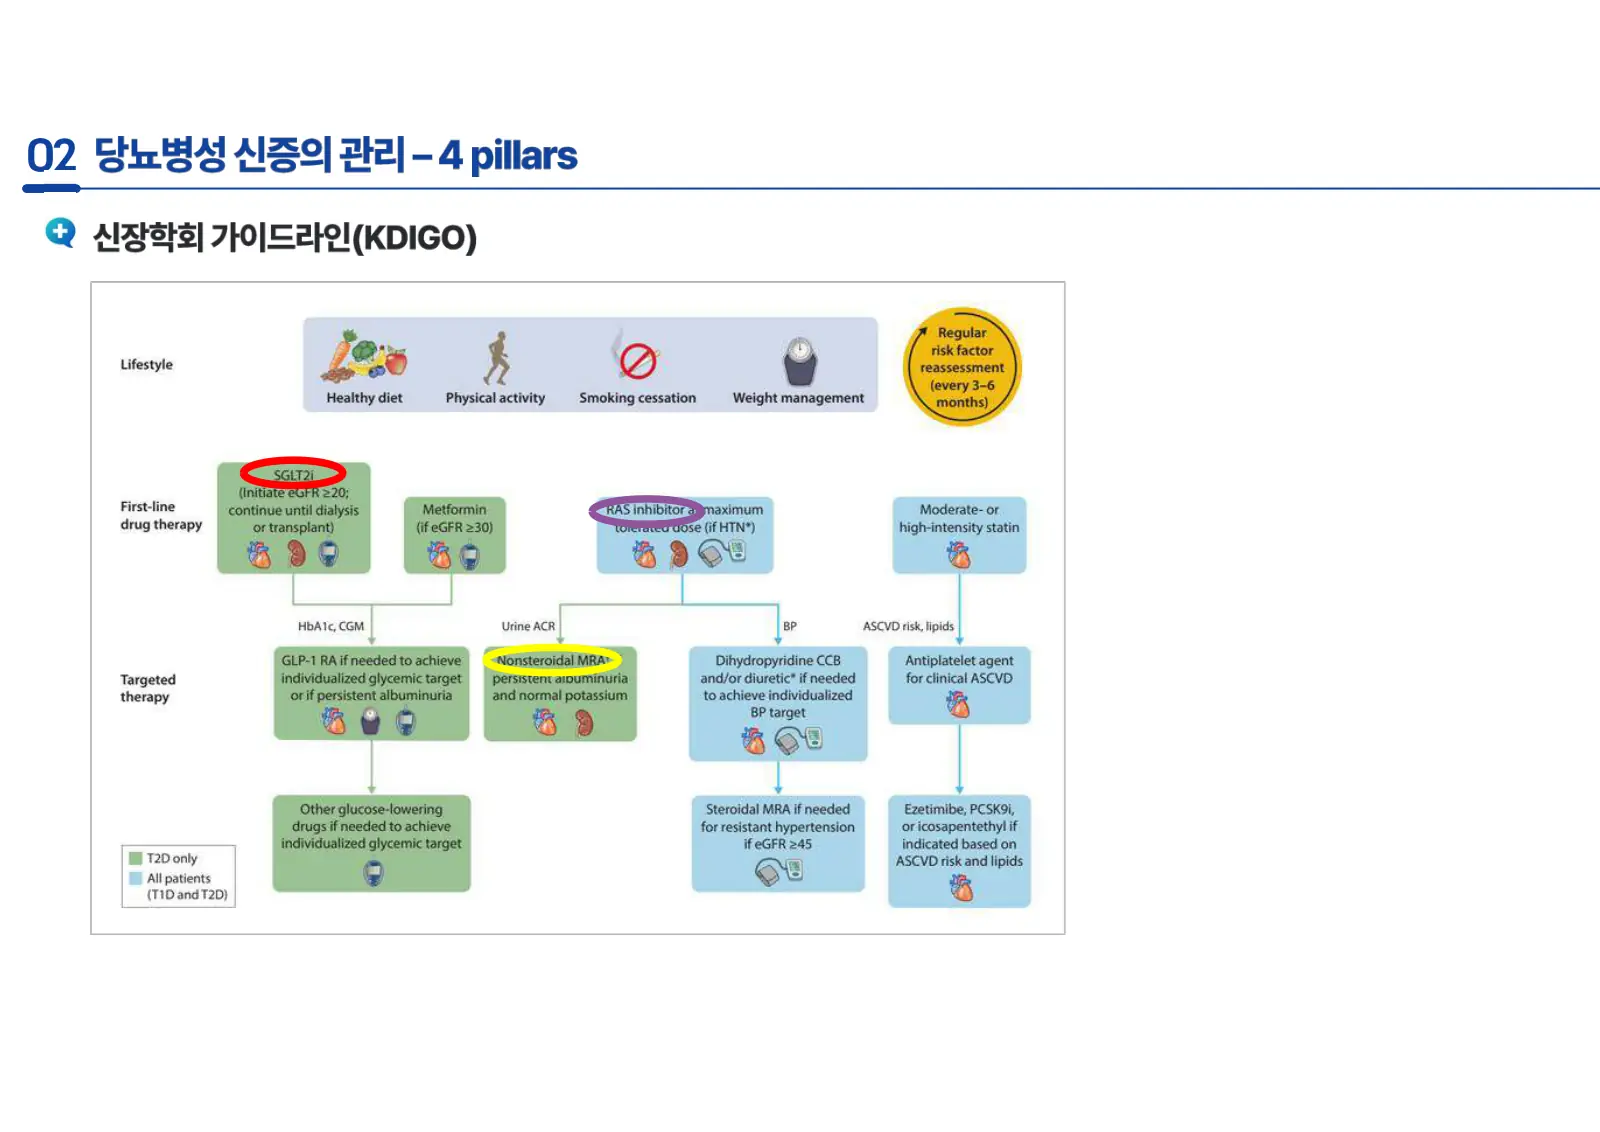 02 당뇨병성 신증의 관리 – 4 pillars
신장학회 가이드라인(KDIGO)
Lifestyle
Healthy diet
Physical activity
Smoking cessation
Weight management
Regular
risk factor
reassessment
(every 3–6
months)
First-line
drug therapy
SGLT2i
(Initiate eGFR ≥20;
continue until dialysis
or transplant)
Metformin
(if eGFR ≥30)
RAS inhibitor at maximum
tolerated dose (if HTN*)
Moderate- or
high-intensity statin
HbA1c, CGM
Urine ACR
BP
ASCVD risk, lipids
Targeted
therapy
GLP-1 RA if needed to achieve
individualized glycemic target
or if persistent albuminuria
Nonsteroidal MRA
persistent albuminuria
and normal potassium
Dihydropyridine CCB
and/or diuretic* if needed
to achieve individualized
BP target
Antiplatelet agent
for clinical ASCVD
Other glucose-lowering
drugs if needed to achieve
individualized glycemic target
Steroidal MRA if needed
for resistant hypertension
if eGFR ≥45
Ezetimibe, PCSK9i,
or icosapentethyl if
indicated based on
ASCVD risk and lipids
T2D only
All patients
(T1D and T2D)